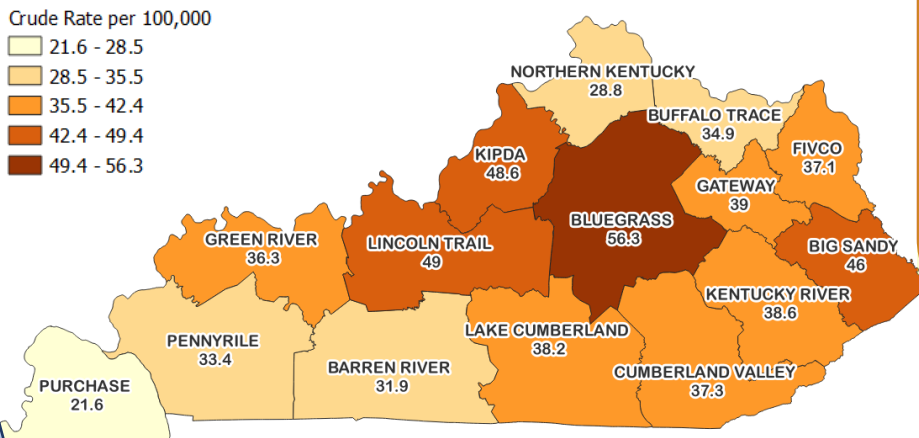 Crude Rate per 100,000
21.6 - 28.5
28.5 - 35.5
35.5 - 42.4
42.4 - 49.4
49.4 - 56.3
NORTHERN KENTUCKY
28.8
BUFFALO TRACE
34.9
FIVCO
37.1
KIPDA
48.6
GATEWAY
39
BLUEGRASS
56.3
GREEN RIVER
36.3
LINCOLN TRAIL
49
BIG SANDY
46
KENTUCKY RIVER
38.6
PENNYRILE
33.4
LAKE CUMBERLAND
38.2
BARREN RIVER
31.9
CUMBERLAND VALLEY
37.3
PURCHASE
21.6